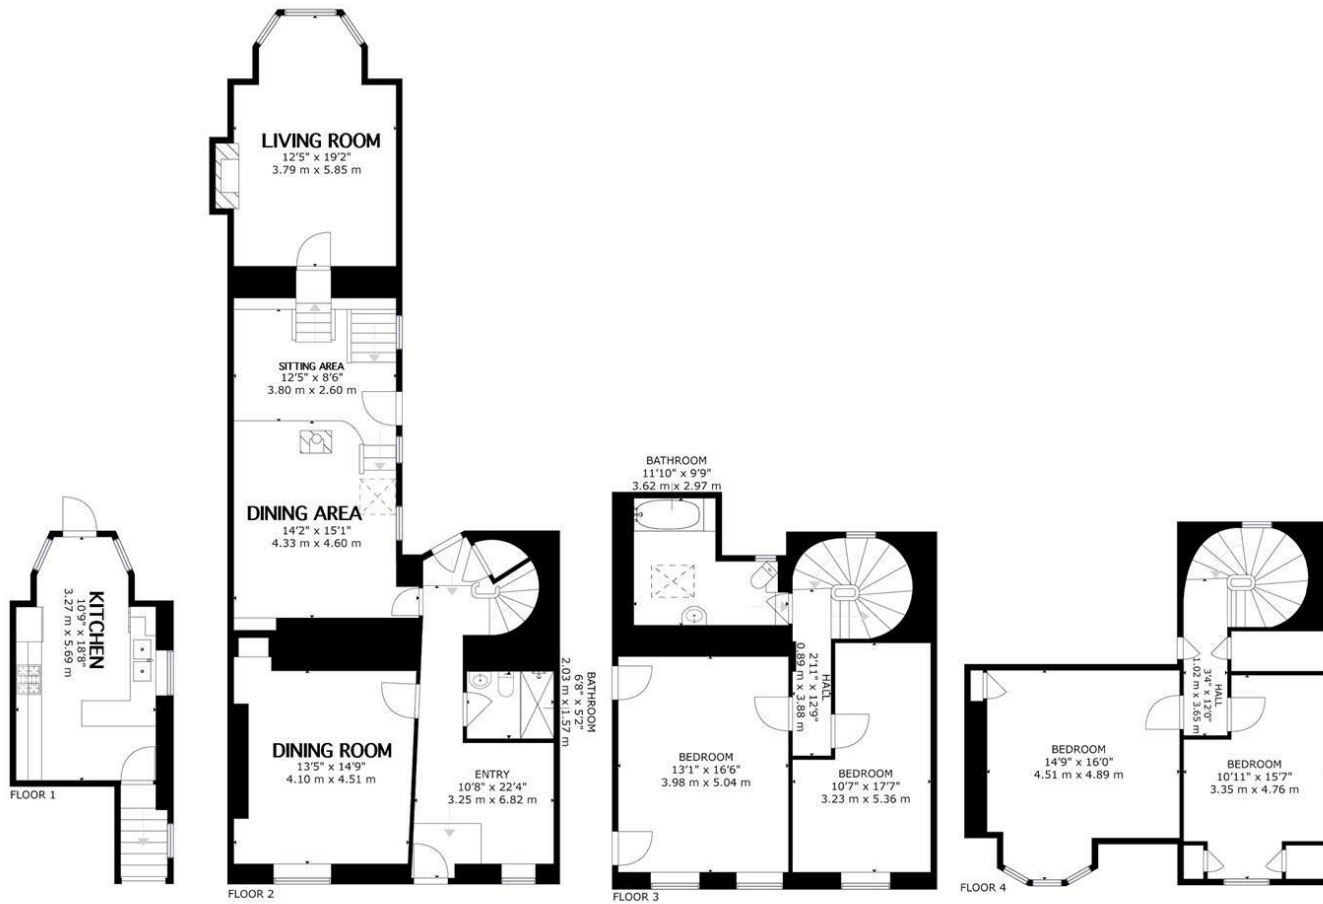 LIVING ROOM
12'5" x 19'2"
3.79 m x 5.85 m
SITTING AREA
12'5" x 8'6"
3.80 m x 2.60 m
DINING AREA
14'2" x 15'1"
4.33 m x 4.60 m
DINING ROOM
13'5" x 14'9"
4.10 m x 4.51 m
ENTRY
10'8" x 22'4"
3.25 m x 6.82 m
BATHROOM
6'8" x 5'2"
2.03 m x 1.57 m
FLOOR 2
KITCHEN
10'9" x 18'8"
3.27 m x 5.69 m
FLOOR 1
BATHROOM
11'10" x 9'9"
3.62 m x 2.97 m
HALL
2'11" x 12'9"
0.89 m x 3.88 m
BEDROOM
13'1" x 16'6"
3.98 m x 5.04 m
BEDROOM
10'7" x 17'7"
3.23 m x 5.36 m
FLOOR 3
HALL
3'4" x 12'0"
1.02 m x 3.65 m
BEDROOM
14'9" x 16'0"
4.51 m x 4.89 m
BEDROOM
10'11" x 15'7"
3.35 m x 4.76 m
FLOOR 4